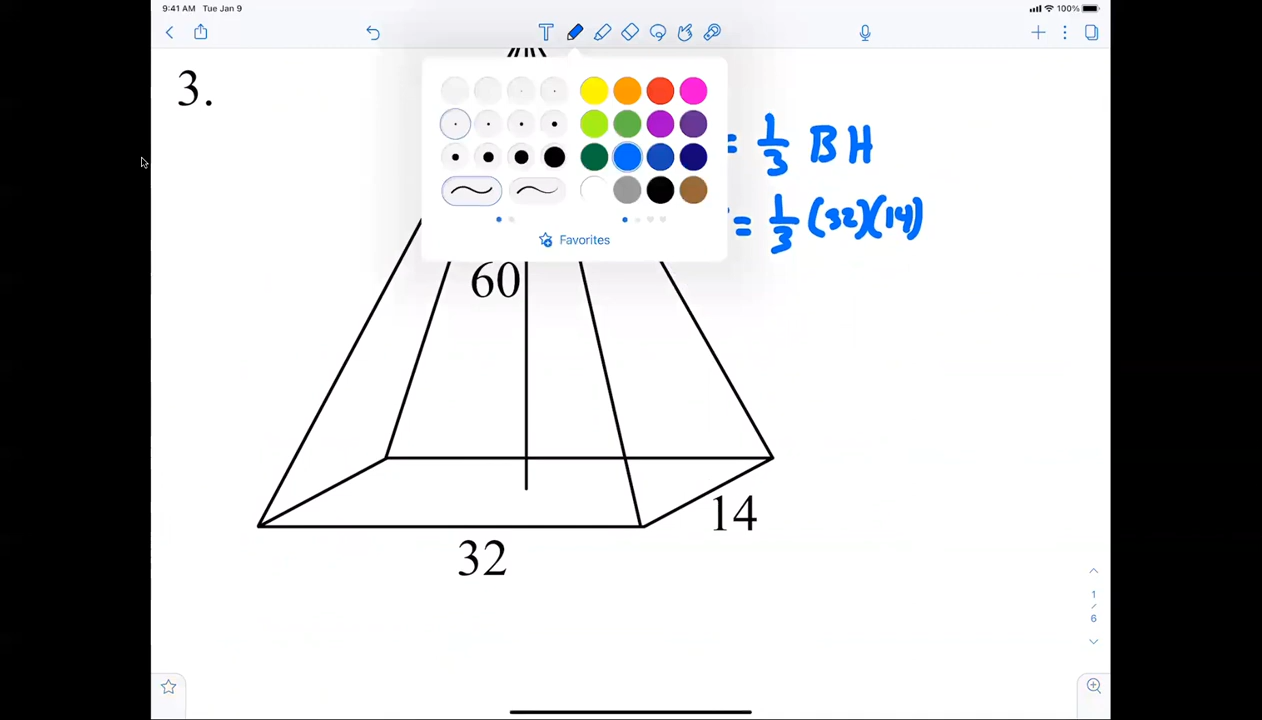 9:41 AM Tue Jan 9
100%
T
3.
= 1/3 B H
= 1/3 (32)(14)
Favorites
60
14
32
1
/
6